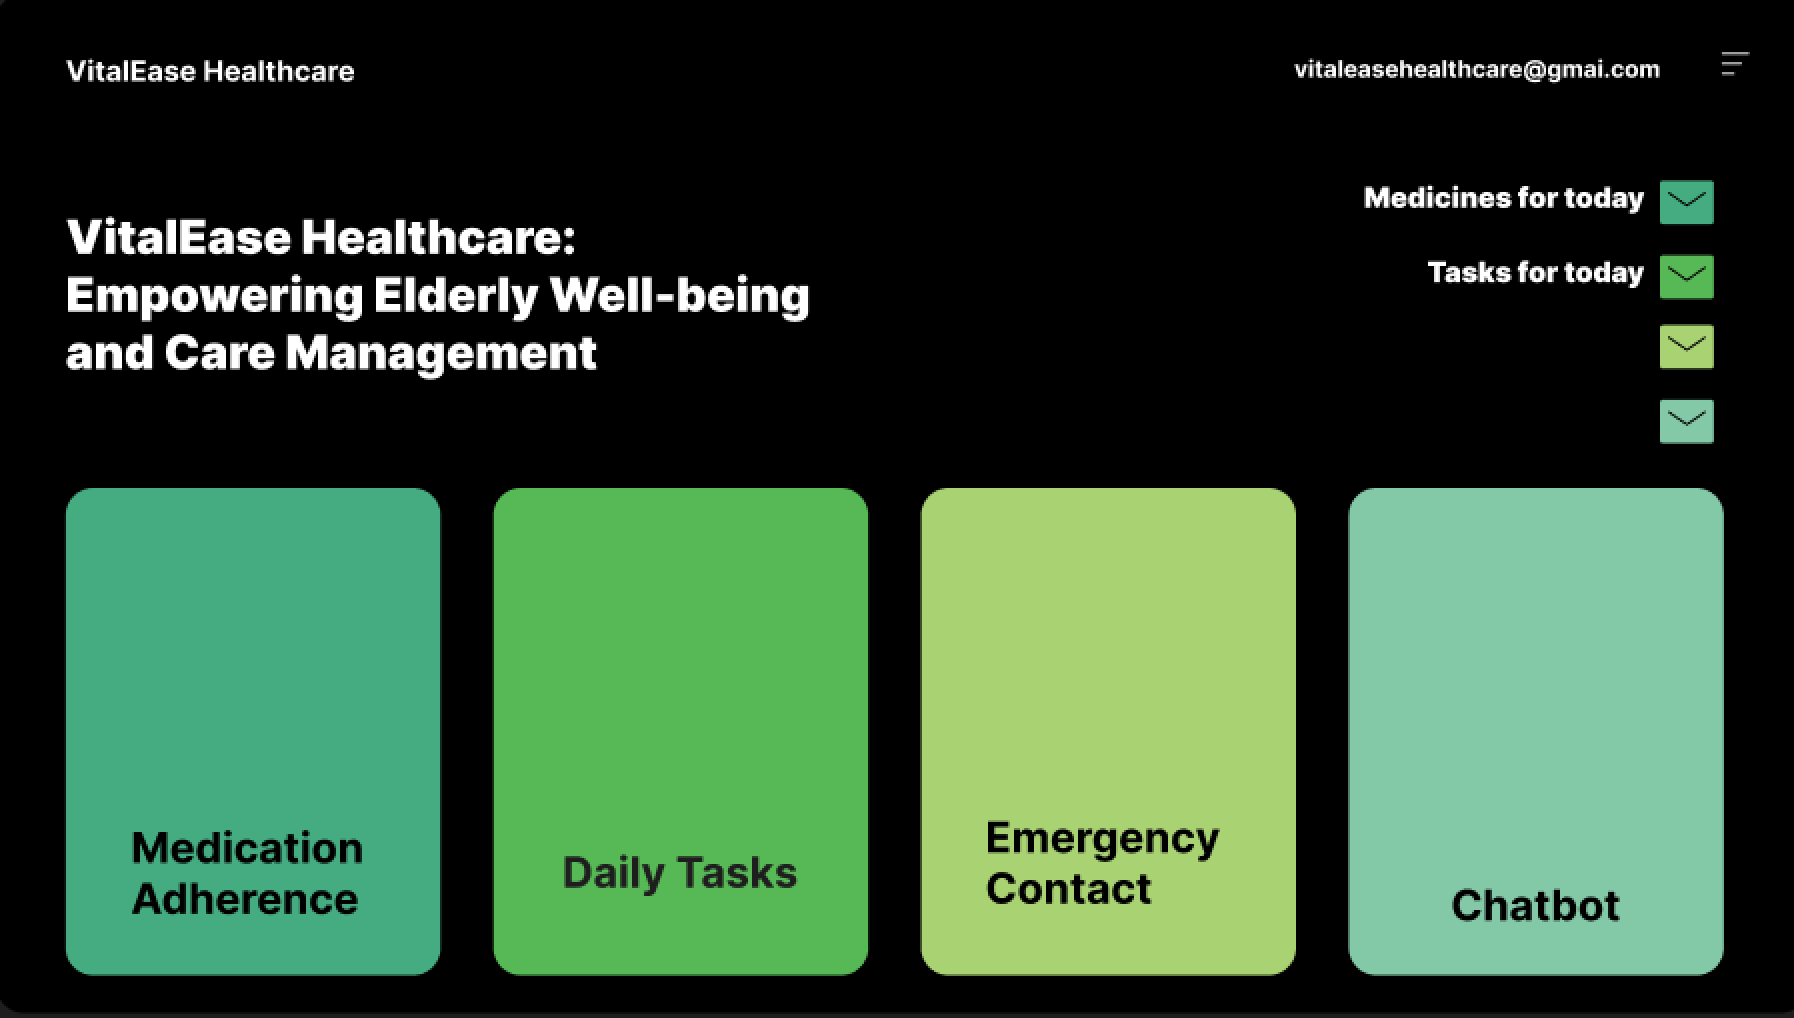 VitalEase Healthcare
vitaleasehealthcare@gmai.com
Medicines for today
Tasks for today
VitalEase Healthcare:
Empowering Elderly Well-being
and Care Management
Medication
Adherence
Daily Tasks
Emergency
Contact
Chatbot